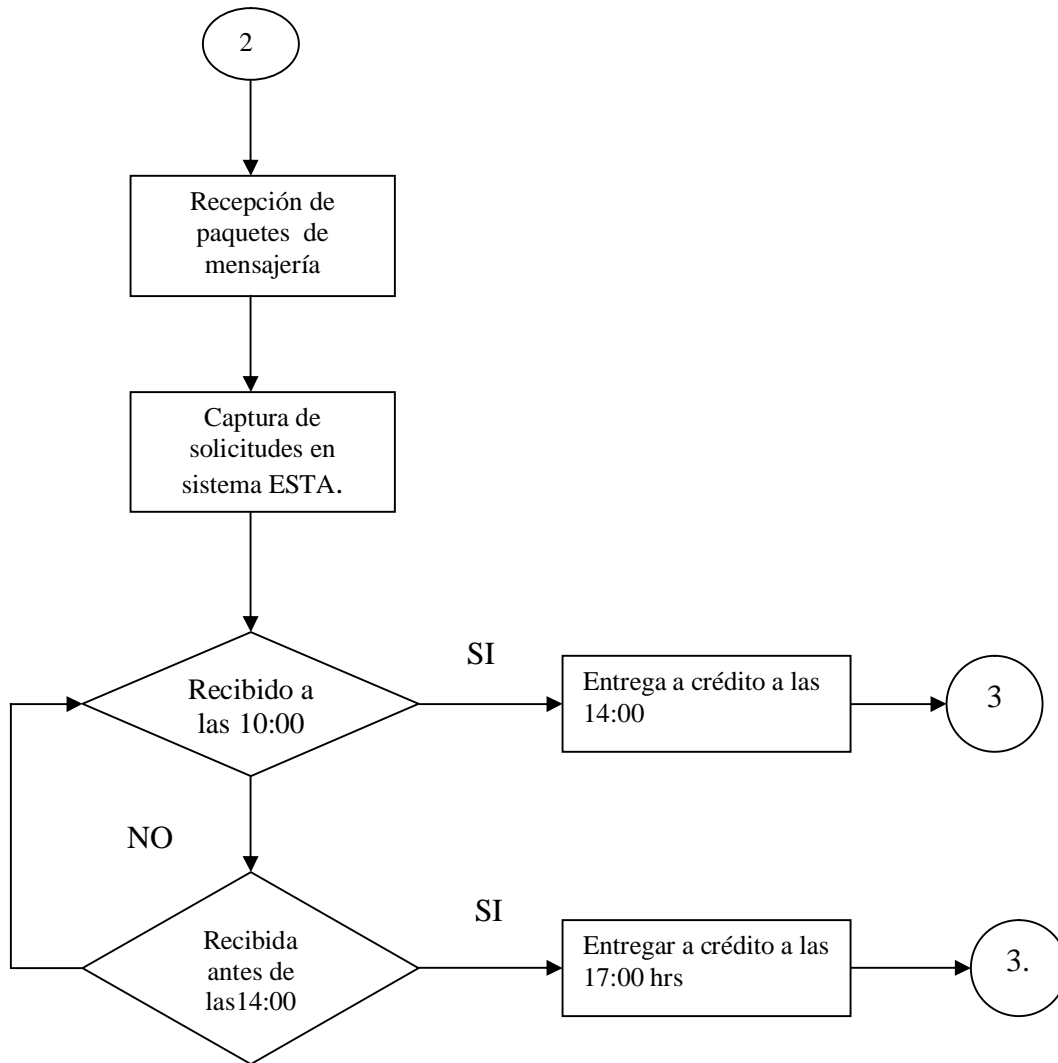 2
Recepción de
paquetes de
mensajería
Captura de
solicitudes en
sistema ESTA.
Recibido a
las 10:00
SI
Entrega a crédito a las
14:00
3
NO
Recibida
antes de
las14:00
SI
Entregar a crédito a las
17:00 hrs
3.